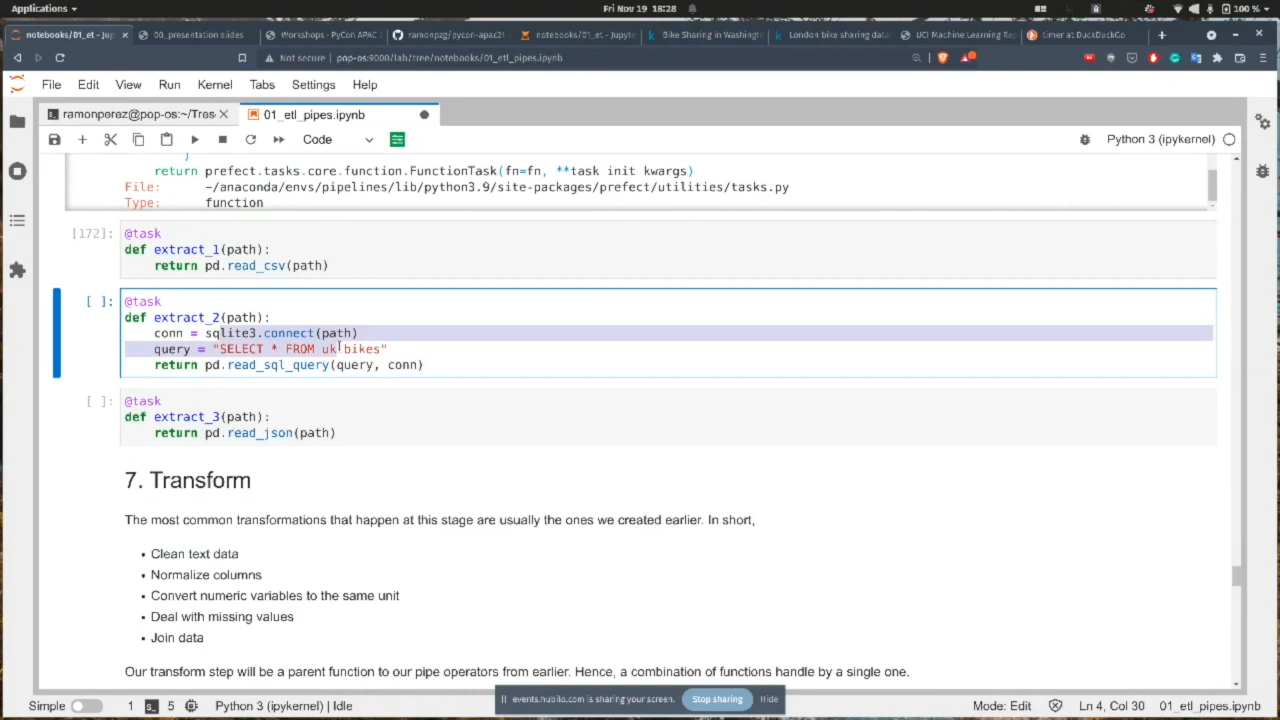 Applications
Fri Nov 19 18:28
100 %
notebooks/01_et - Jup
00_presentation slides
Workshops - PyCon APAC 2
ramonpzg/pycon-apac21
notebooks/01_et - Jupyte
Bike Sharing in Washingto
London bike sharing data
UCI Machine Learning Rep
timer at DuckDuckGo
Not secure
pop-os:9000/lab/tree/notebooks/01_etl_pipes.ipynb
File
Edit
View
Run
Kernel
Tabs
Settings
Help
ramonperez@pop-os:~/Tres
01_etl_pipes.ipynb
Code
Python 3 (ipykernel)
)
return prefect.tasks.core.function.FunctionTask(fn=fn, **task_init_kwargs)
File: ~/anaconda/envs/pipelines/lib/python3.9/site-packages/prefect/utilities/tasks.py
Type: function
[172]:
@task
def extract_1(path):
return pd.read_csv(path)
[ ]:
@task
def extract_2(path):
conn = sqlite3.connect(path)
query = "SELECT * FROM uk_bikes"
return pd.read_sql_query(query, conn)
[ ]:
@task
def extract_3(path):
return pd.read_json(path)
7. Transform
The most common transformations that happen at this stage are usually the ones we created earlier. In short,
• Clean text data
• Normalize columns
• Convert numeric variables to the same unit
• Deal with missing values
• Join data
Our transform step will be a parent function to our pipe operators from earlier. Hence, a combination of functions handle by a single one.
events.hubilo.com is sharing your screen.
Stop sharing
Hide
Simple
1
5
Python 3 (ipykernel) | Idle
Mode: Edit
Ln 4, Col 30
01_etl_pipes.ipynb